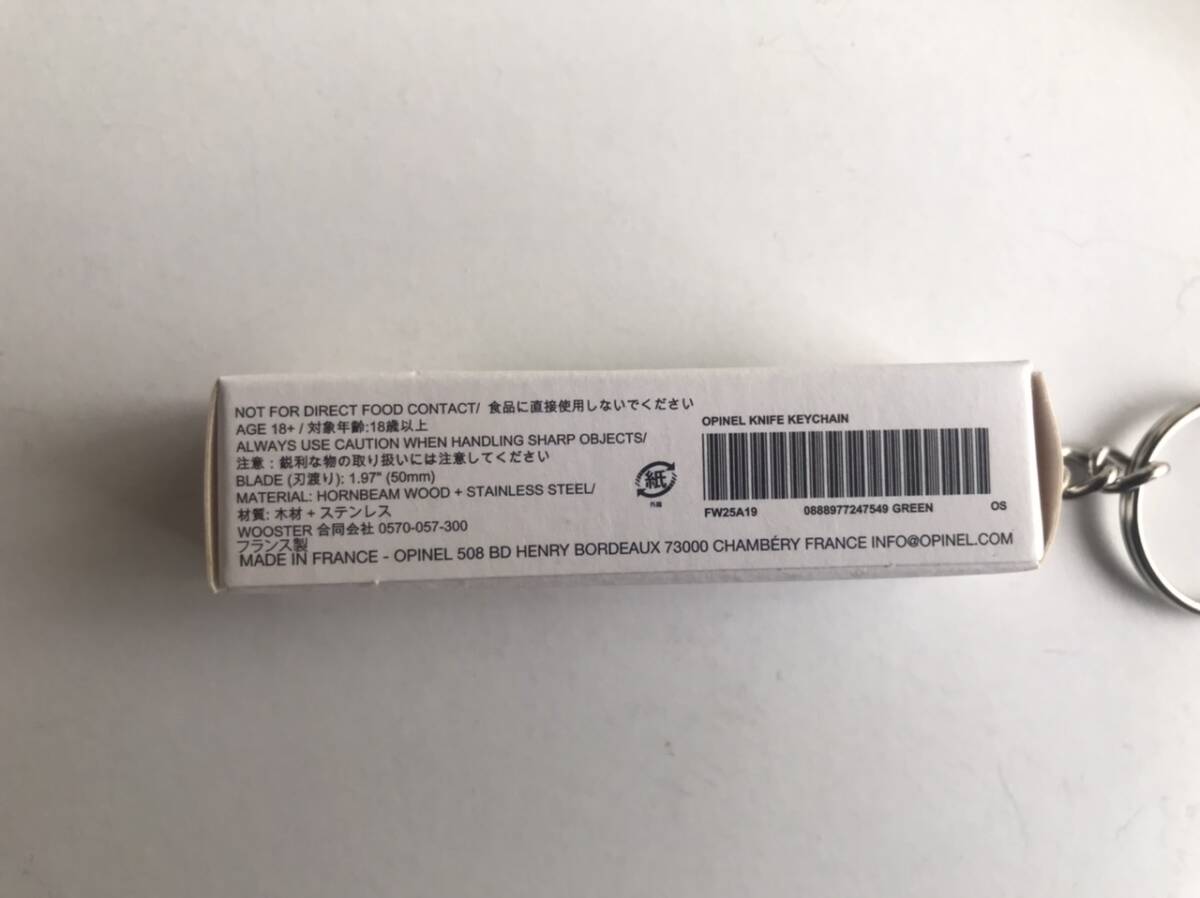 NOT FOR DIRECT FOOD CONTACT/ 食品に直接使用しないでください
AGE 18+ / 対象年齢:18歳以上
ALWAYS USE CAUTION WHEN HANDLING SHARP OBJECTS/
注意：鋭利な物の取り扱いには注意してください
BLADE (刃渡り): 1.97" (50mm)
MATERIAL: HORNBEAM WOOD + STAINLESS STEEL/
材質: 木材 + ステンレス
WOOSTER 合同会社 0570-057-300
フランス製
MADE IN FRANCE - OPINEL 508 BD HENRY BORDEAUX 73000 CHAMBÉRY FRANCE INFO@OPINEL.COM
紙
外箱
OPINEL KNIFE KEYCHAIN
FW25A19 0888977247549 GREEN OS